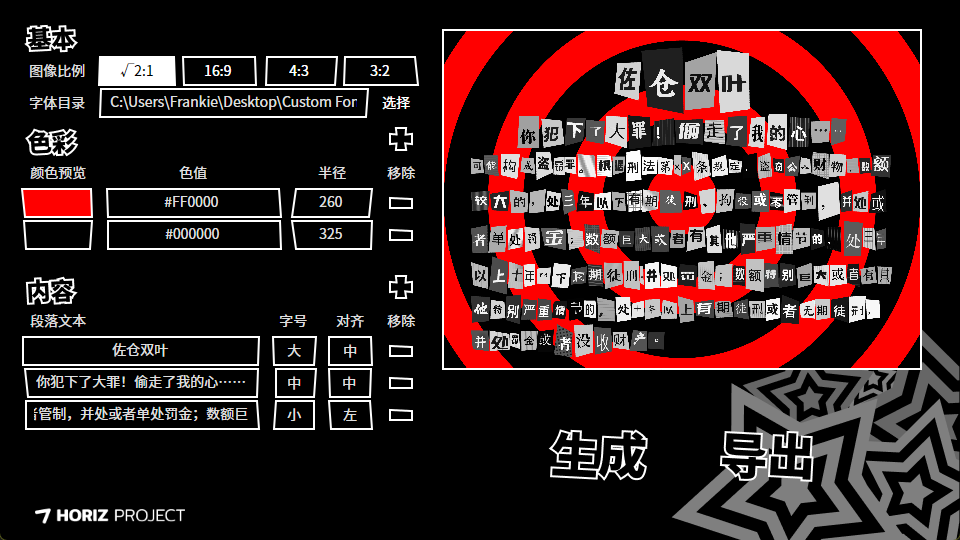 基本
图像比例 √2:1 16:9 4:3 3:2
字体目录 C:\Users\Frankie\Desktop\Custom For 选择
色彩
颜色预览 色值 半径 移除
#FF0000 260
#000000 325
内容
段落文本 字号 对齐 移除
佐仓双叶 大 中
你犯下了大罪！偷走了我的心…… 中 中
管制，并处或者单处罚金；数额巨 小 左
佐仓双叶
你犯下了大罪！偷走了我的心……
可能构成盗窃罪。根据刑法第XX条规定，盗窃公私财物，数额
较大的，处三年以下有期徒刑、拘役或者管制，并处或
者单处罚金；数额巨大或者有其他严重情节的，处三年
以上十年以下有期徒刑，并处罚金；数额特别巨大或者有其
他特别严重情节的，处十年以上有期徒刑或者无期徒刑，
并处罚金或者没收财产。
生成 导出
HORIZ PROJECT